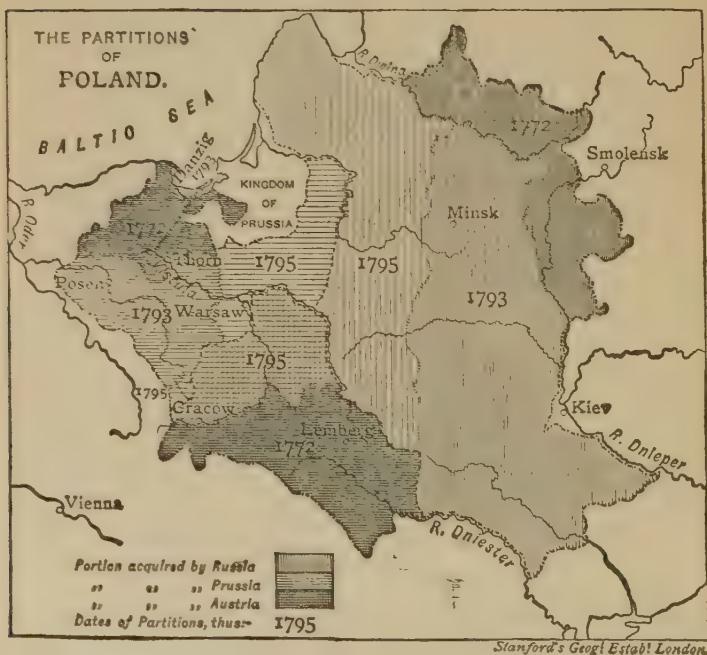 THE PARTITIONS
OF
POLAND.
BALTIC SEA
R. Dwina
1772
Smolensk
Danzig
1793
KINGDOM
OF
PRUSSIA
R. Oder
1772
Thorn
Minsk
1795
1795
1793
Posen
1793
Warsaw
1795
1795
Cracow
Lemberg
Kiev
1772
R. Dnieper
Vienna
R. Dniester
Portion acquired by Russia
" " " Prussia
" " " Austria
Dates of Partitions, thus:- 1795
Stanford's Geogl Estabt London